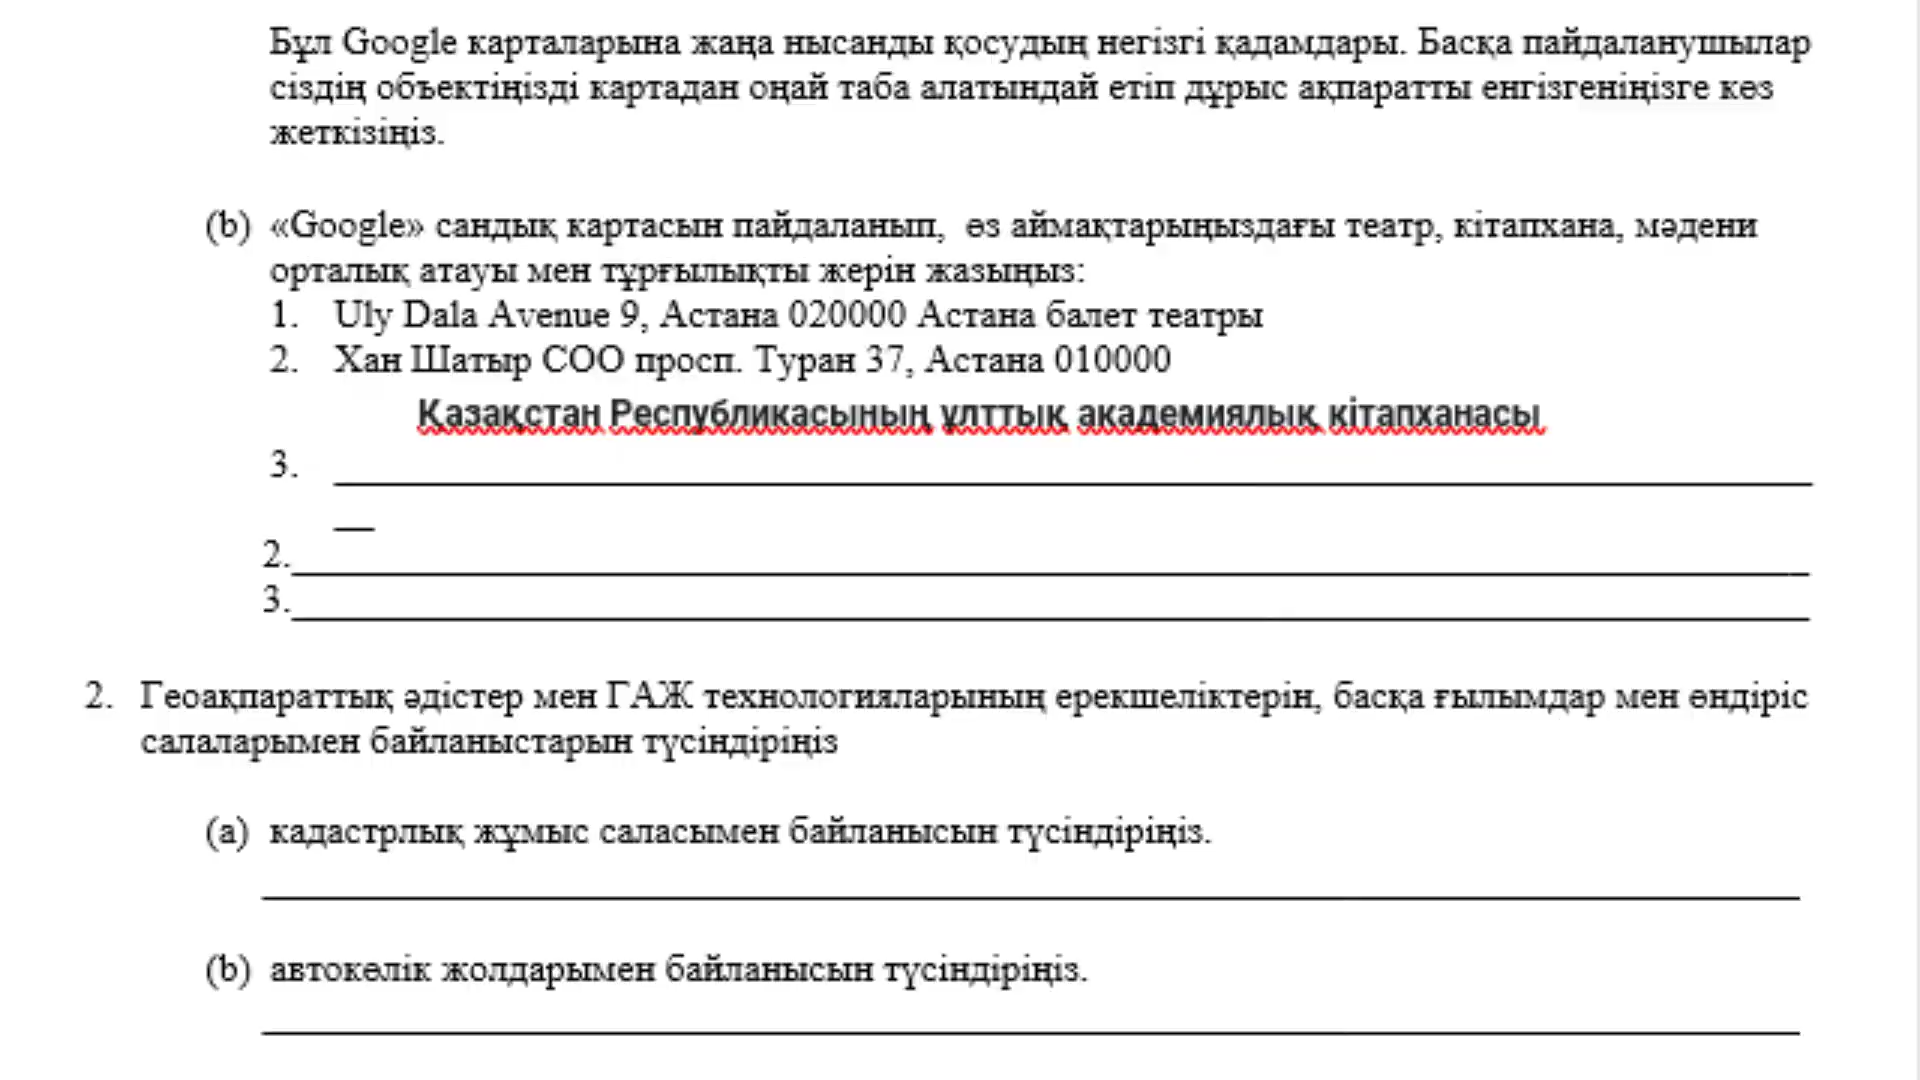 Бұл Google карталарына жаңа нысанды қосудың негізгі қадамдары. Басқа пайдаланушылар
сіздің объектіңізді картадан оңай таба алатындай етіп дұрыс ақпаратты енгізгеніңізге көз
жеткізіңіз.
(b) «Google» сандық картасын пайдаланып, өз аймақтарыңыздағы театр, кітапхана, мәдени
орталық атауы мен тұрғылықты жерін жазыңыз:
1. Uly Dala Avenue 9, Астана 020000 Астана балет театры
2. Хан Шатыр СОО просп. Туран 37, Астана 010000
Қазақстан Республикасының ұлттық академиялық кітапханасы
3.
2.
3.
2. Геоақпараттық әдістер мен ГАЖ технологияларының ерекшеліктерін, басқа ғылымдар мен өндіріс
салаларымен байланыстарын түсіндіріңіз
(a) кадастрлық жұмыс саласымен байланысын түсіндіріңіз.
(b) автокөлік жолдарымен байланысын түсіндіріңіз.